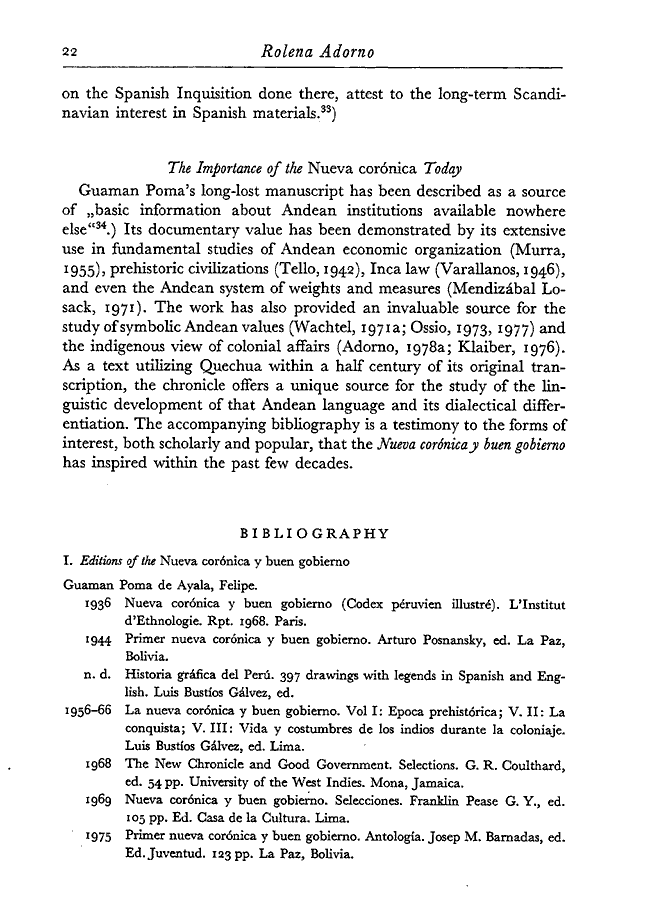 22 Rolena Adorno
on the Spanish Inquisition done there, attest to the long-term Scandi-
navian interest in Spanish materials.³³)
The Importance of the Nueva corónica Today
Guaman Poma's long-lost manuscript has been described as a source
of „basic information about Andean institutions available nowhere
else“³⁴.) Its documentary value has been demonstrated by its extensive
use in fundamental studies of Andean economic organization (Murra,
1955), prehistoric civilizations (Tello, 1942), Inca law (Varallanos, 1946),
and even the Andean system of weights and measures (Mendizábal Lo-
sack, 1971). The work has also provided an invaluable source for the
study of symbolic Andean values (Wachtel, 1971a; Ossio, 1973, 1977) and
the indigenous view of colonial affairs (Adorno, 1978a; Klaiber, 1976).
As a text utilizing Quechua within a half century of its original tran-
scription, the chronicle offers a unique source for the study of the lin-
guistic development of that Andean language and its dialectical differ-
entiation. The accompanying bibliography is a testimony to the forms of
interest, both scholarly and popular, that the Nueva corónica y buen gobierno
has inspired within the past few decades.
BIBLIOGRAPHY
I. Editions of the Nueva corónica y buen gobierno
Guaman Poma de Ayala, Felipe.
1936 Nueva corónica y buen gobierno (Codex péruvien illustré). L'Institut
d'Ethnologie. Rpt. 1968. Paris.
1944 Primer nueva corónica y buen gobierno. Arturo Posnansky, ed. La Paz,
Bolivia.
n. d. Historia gráfica del Perú. 397 drawings with legends in Spanish and Eng-
lish. Luis Bustíos Gálvez, ed.
1956–66 La nueva corónica y buen gobierno. Vol I: Epoca prehistórica; V. II: La
conquista; V. III: Vida y costumbres de los indios durante la coloniaje.
Luis Bustíos Gálvez, ed. Lima.
1968 The New Chronicle and Good Government. Selections. G. R. Coulthard,
ed. 54 pp. University of the West Indies. Mona, Jamaica.
1969 Nueva corónica y buen gobierno. Selecciones. Franklin Pease G. Y., ed.
105 pp. Ed. Casa de la Cultura. Lima.
1975 Primer nueva corónica y buen gobierno. Antología. Josep M. Barnadas, ed.
Ed. Juventud. 123 pp. La Paz, Bolivia.